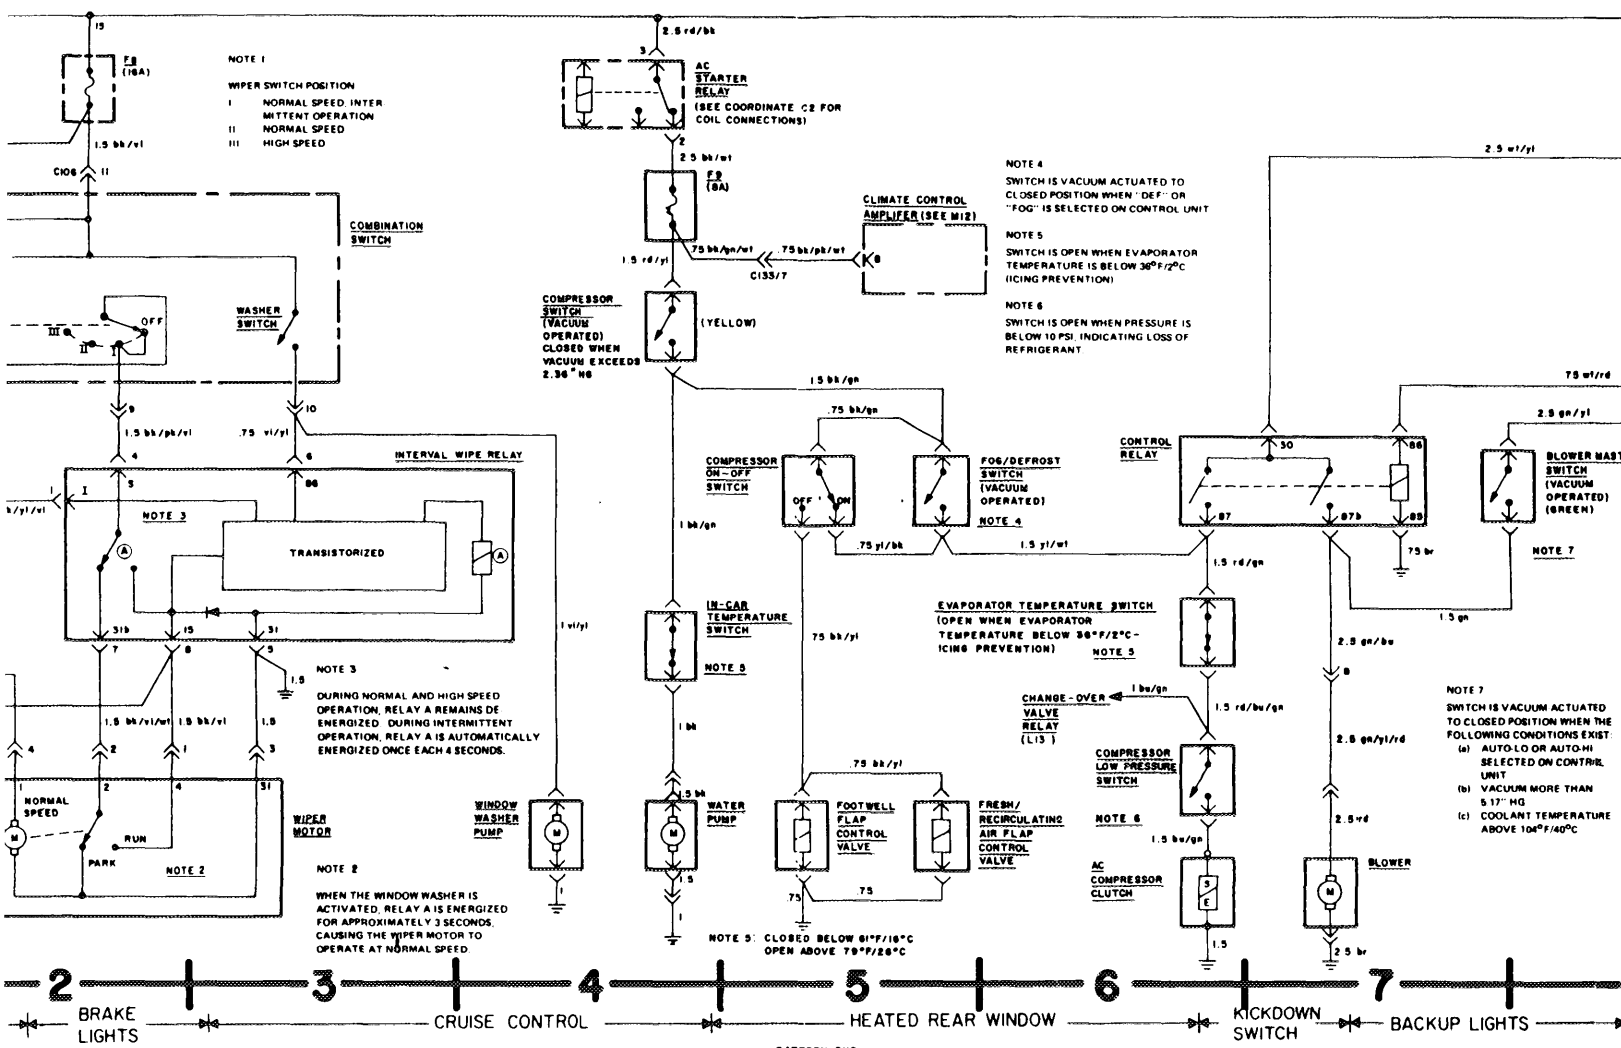 15
F8
(16A)
1.5 bk/vl
C106
11
NOTE 1
WIPER SWITCH POSITION
I NORMAL SPEED, INTER
MITTENT OPERATION
II NORMAL SPEED
III HIGH SPEED
COMBINATION
SWITCH
WASHER
SWITCH
OFF
III
II
I
9
10
1.5 bk/pk/vl
.75 vi/yl
4
6
INTERVAL WIPE RELAY
5
86
I
NOTE 3
A
TRANSISTORIZED
A
31b
15
31
7
8
5
1.5
NOTE 3
DURING NORMAL AND HIGH SPEED
OPERATION, RELAY A REMAINS DE
ENERGIZED. DURING INTERMITTENT
OPERATION, RELAY A IS AUTOMATICALLY
ENERGIZED ONCE EACH 4 SECONDS.
1.5 bk/vi/wt
1.5 bk/vl
1.5
4
2
1
3
1
2
4
31
NORMAL
SPEED
M
RUN
PARK
NOTE 2
WIPER
MOTOR
NOTE 2
WHEN THE WINDOW WASHER IS
ACTIVATED, RELAY A IS ENERGIZED
FOR APPROXIMATELY 3 SECONDS,
CAUSING THE WIPER MOTOR TO
OPERATE AT NORMAL SPEED.
1 vi/yl
WINDOW
WASHER
PUMP
M
1
2.5 rd/bk
3
AC
STARTER
RELAY
(SEE COORDINATE C2 FOR
COIL CONNECTIONS)
2
2.5 bk/wt
F9
(8A)
1.5 rd/yl
.75 bk/gn/wt
C133/7
.75 bk/pk/wt
CLIMATE CONTROL
AMPLIFER (SEE M12)
8
COMPRESSOR
SWITCH
(VACUUM
OPERATED)
CLOSED WHEN
VACUUM EXCEEDS
2.36" HG
(YELLOW)
1.5 bk/gn
.75 bk/gn
1 bk/gn
COMPRESSOR
ON-OFF
SWITCH
OFF
ON
FOG/DEFROST
SWITCH
(VACUUM
OPERATED)
NOTE 4
.75 yl/bk
1.5 yl/wt
IN-CAR
TEMPERATURE
SWITCH
NOTE 5
1 bk
1.5 bk
WATER
PUMP
M
1.5
1
75 bk/yl
.75 bk/yl
FOOTWELL
FLAP
CONTROL
VALVE
FRESH/
RECIRCULATING
AIR FLAP
CONTROL
VALVE
.75
.75
NOTE 5: CLOSED BELOW 61°F/16°C
OPEN ABOVE 79°F/26°C
NOTE 4
SWITCH IS VACUUM ACTUATED TO
CLOSED POSITION WHEN "DEF" OR
"FOG" IS SELECTED ON CONTROL UNIT
NOTE 5
SWITCH IS OPEN WHEN EVAPORATOR
TEMPERATURE IS BELOW 36°F/2°C
(ICING PREVENTION)
NOTE 6
SWITCH IS OPEN WHEN PRESSURE IS
BELOW 10 PSI, INDICATING LOSS OF
REFRIGERANT
2.5 wt/yl
75 wt/rd
2.5 gn/yl
CONTROL
RELAY
30
86
87
87b
85
75 br
BLOWER MAST
SWITCH
(VACUUM
OPERATED)
(GREEN)
NOTE 7
1.5 rd/gn
1.5 gn
EVAPORATOR TEMPERATURE SWITCH
(OPEN WHEN EVAPORATOR
TEMPERATURE BELOW 36°F/2°C-
ICING PREVENTION)
NOTE 5
2.5 gn/bu
8
CHANGE-OVER
VALVE
RELAY
(L13)
1 bu/gn
1.5 rd/bu/gn
COMPRESSOR
LOW PRESSURE
SWITCH
NOTE 6
2.5 gn/yl/rd
1.5 bu/gn
2.5 rd
AC
COMPRESSOR
CLUTCH
S
E
1.5
BLOWER
M
2.5 br
NOTE 7
SWITCH IS VACUUM ACTUATED
TO CLOSED POSITION WHEN THE
FOLLOWING CONDITIONS EXIST:
(a) AUTO-LO OR AUTO-HI
SELECTED ON CONTROL
UNIT
(b) VACUUM MORE THAN
5.17" HG
(c) COOLANT TEMPERATURE
ABOVE 104°F/40°C
2 3 4 5 6 7
BRAKE
LIGHTS
CRUISE CONTROL
HEATED REAR WINDOW
KICKDOWN
SWITCH
BACKUP LIGHTS